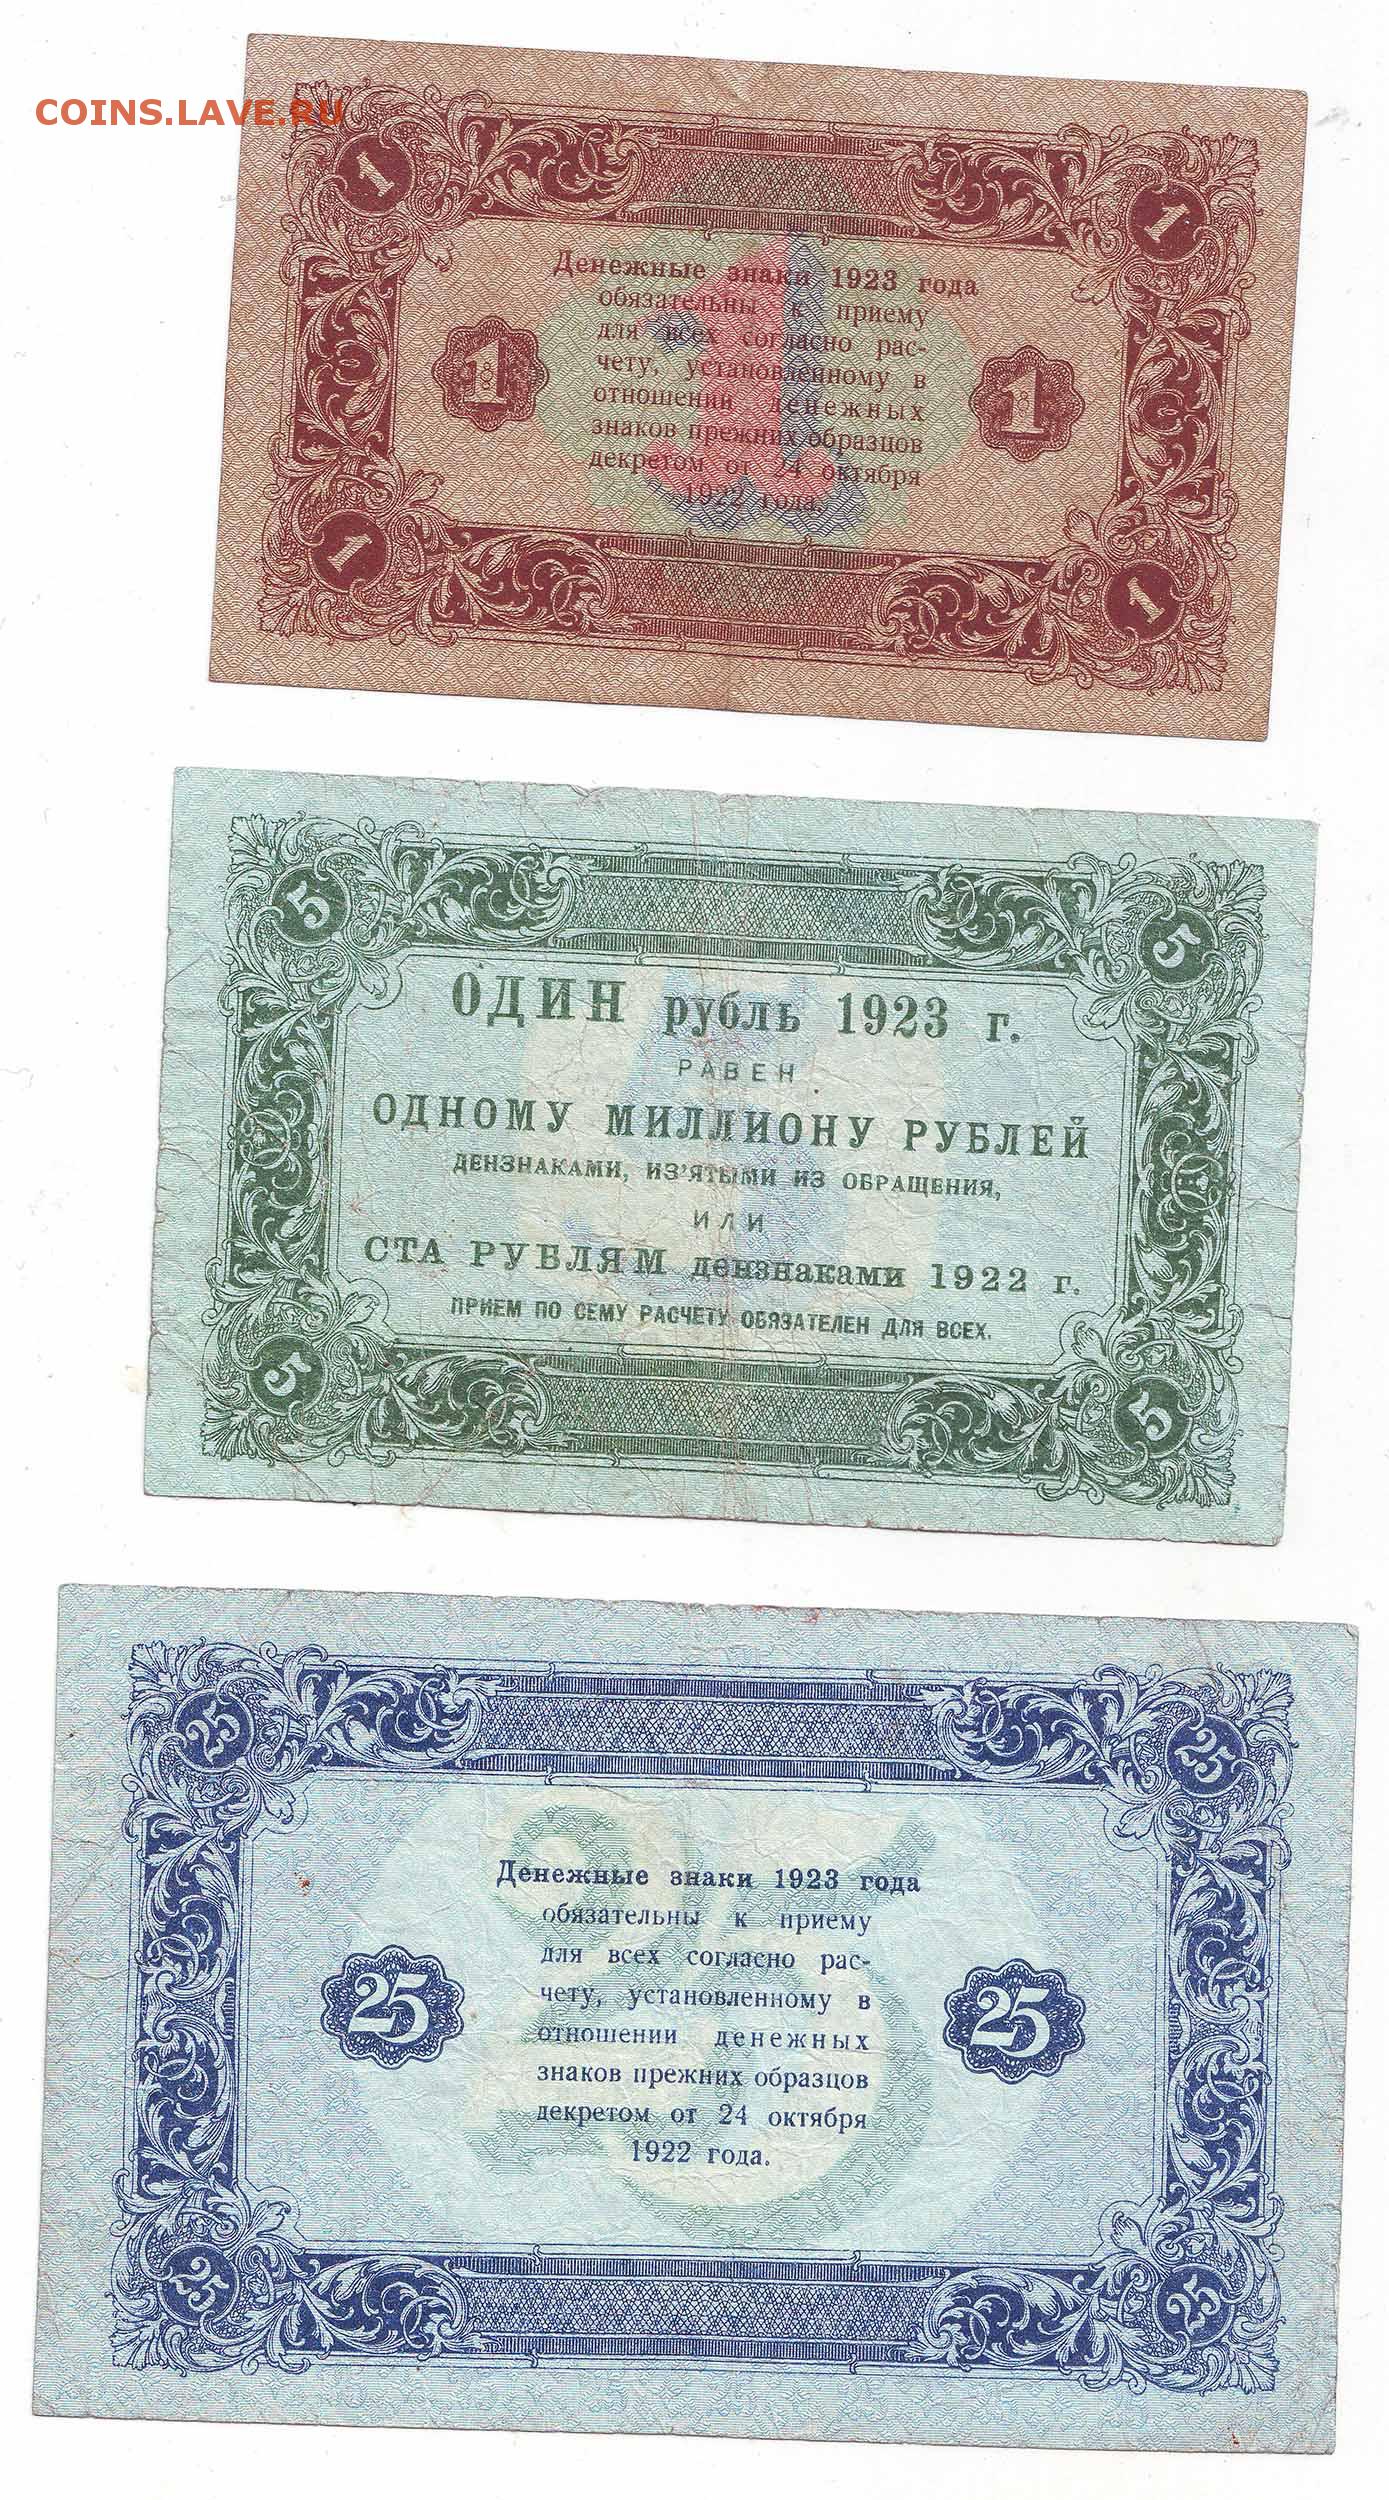 COINS.LAVE.RU
1 1
Денежные знаки 1923 года
обязательны к приему
для всех согласно рас-
чету, установленному в
1 1
отношении денежных
знаков прежних образцов
декретом от 24 октября
1922 года.
1 1
5 5
ОДИН рубль 1923 г.
РАВЕН
ОДНОМУ МИЛЛИОНУ РУБЛЕЙ
ДЕНЗНАКАМИ, ИЗ'ЯТЫМИ ИЗ ОБРАЩЕНИЯ,
ИЛИ
СТА РУБЛЯМ дензнаками 1922 г.
ПРИЕМ ПО СЕМУ РАСЧЕТУ ОБЯЗАТЕЛЕН ДЛЯ ВСЕХ.
5 5
25 25
Денежные знаки 1923 года
обязательны к приему
для всех согласно рас-
чету, установленному в
25 25
отношении денежных
знаков прежних образцов
декретом от 24 октября
1922 года.
25 25